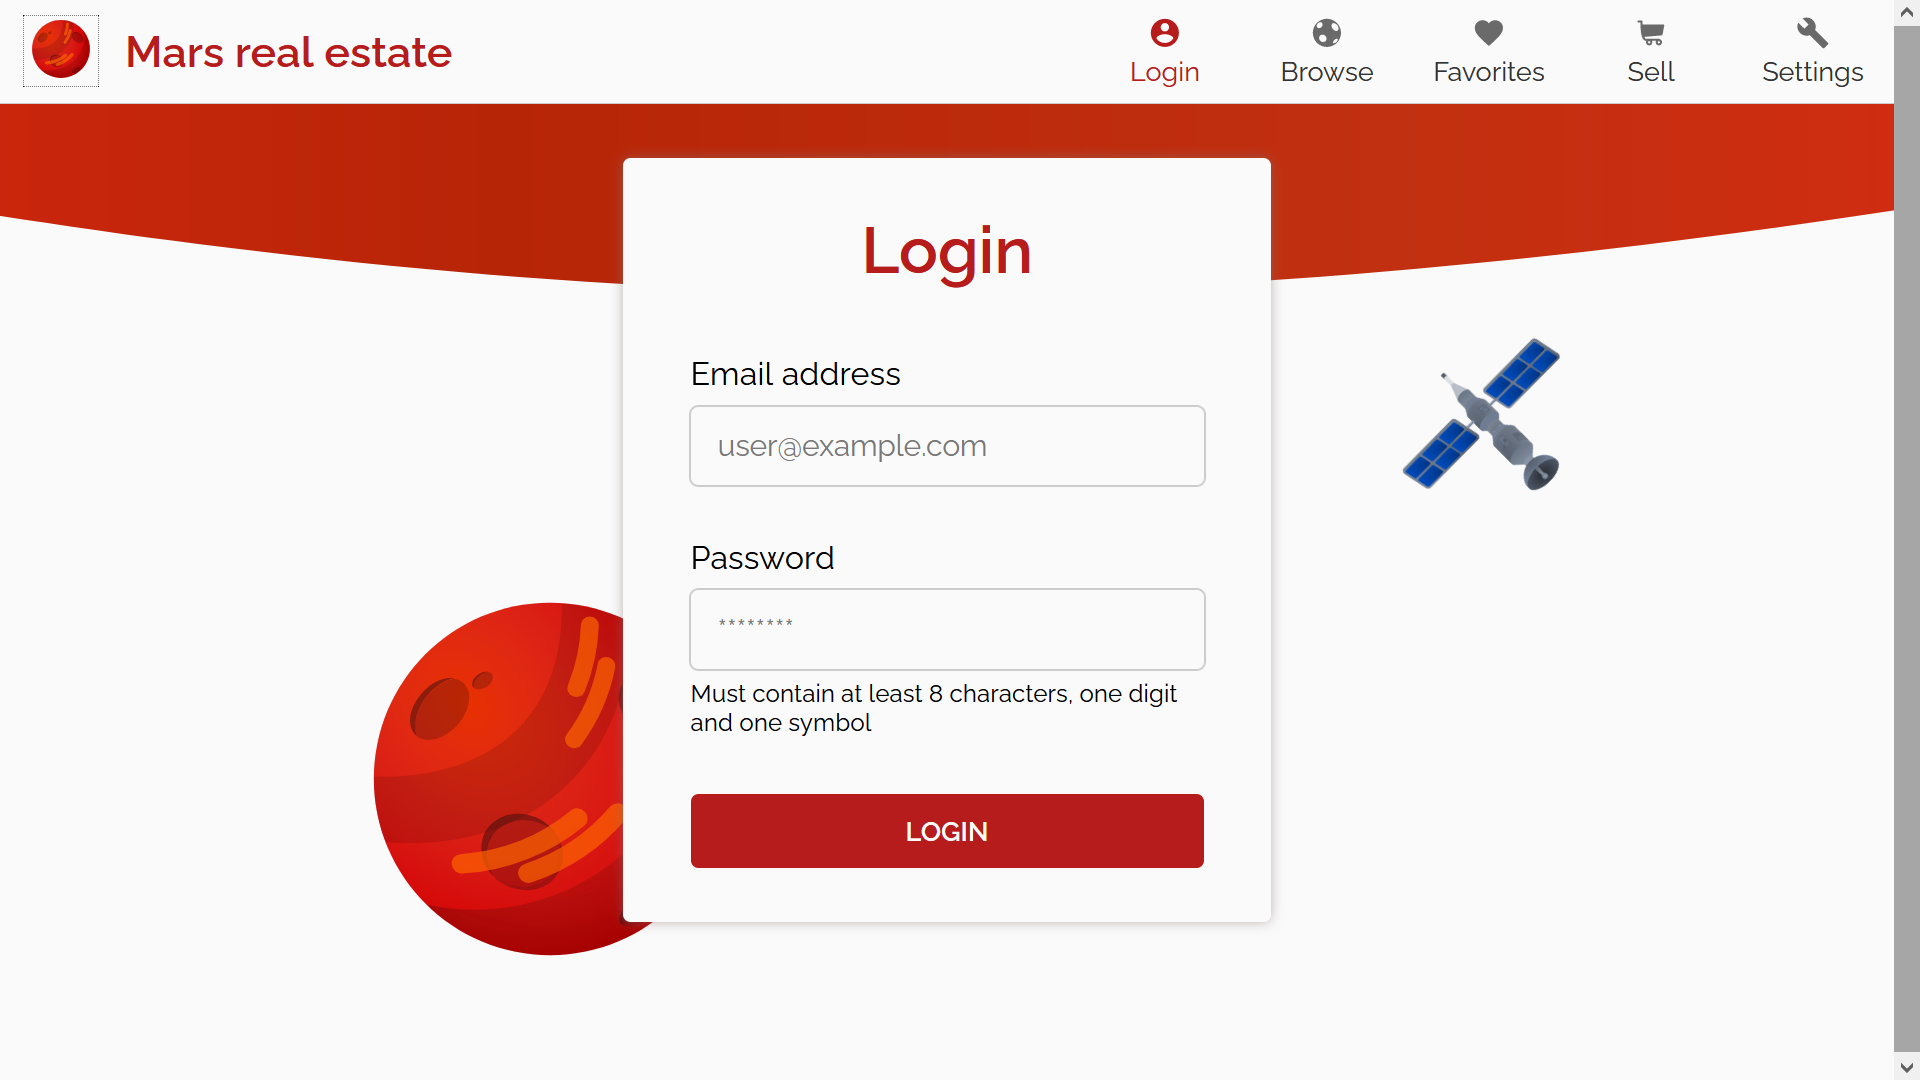 Mars real estate
Login
Browse
Favorites
Sell
Settings
Login
Email address
user@example.com
Password
********
Must contain at least 8 characters, one digit
and one symbol
LOGIN